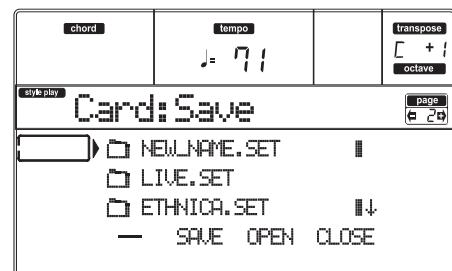 chord tempo transpose
♩= 71 C +1
octave
style play
Card:Save page
2
NEWNAME.SET
LIVE.SET
ETHNICA.SET
— SAVE OPEN CLOSE